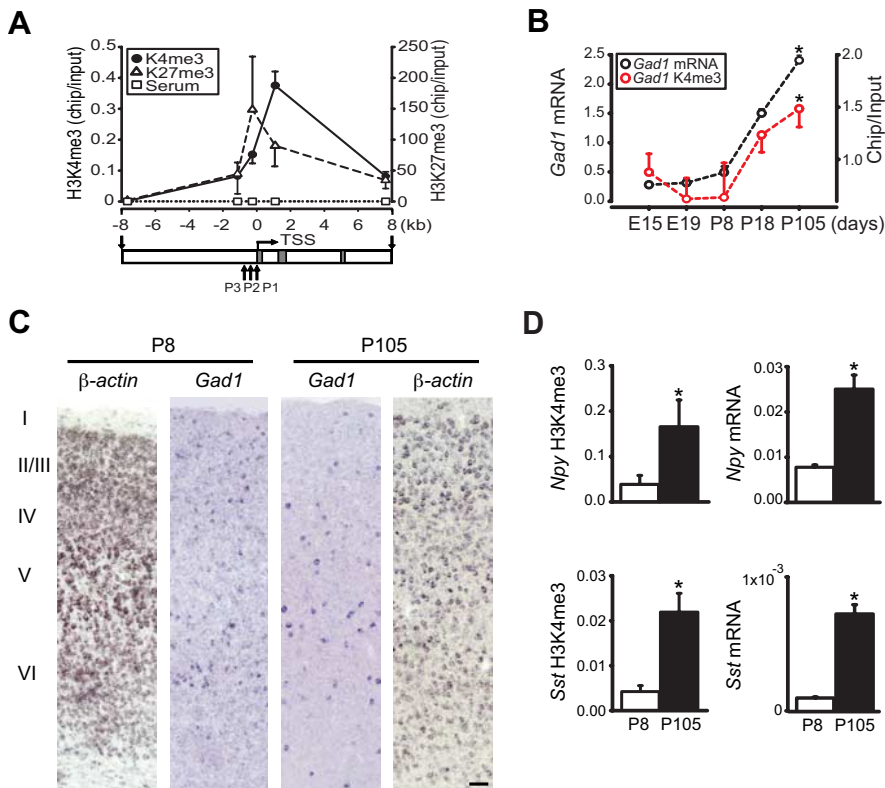 A
H3K4me3 (chip/input)
0.5
0.4
0.3
0.2
0.1
0
K4me3
K27me3
Serum
250
200
150
100
50
0
H3K27me3 (chip/input)
-8 -6 -4 -2 0 2 4 6 8 (kb)
TSS
P3 P2 P1
B
Gad1 mRNA
2.5
2.0
1.5
1.0
0.5
0.0
Gad1 mRNA
Gad1 K4me3
*
*
2.0
1.5
1.0
Chip/Input
E15 E19 P8 P18 P105 (days)
C
P8 P105
β-actin Gad1 Gad1 β-actin
I
II/III
IV
V
VI
D
Npy H3K4me3
0.3
0.2
0.1
0.0
*
Npy mRNA
0.03
0.02
0.01
0.00
*
Sst H3K4me3
0.03
0.02
0.01
0.00
*
P8 P105
Sst mRNA
1x10-3
0
*
P8 P105